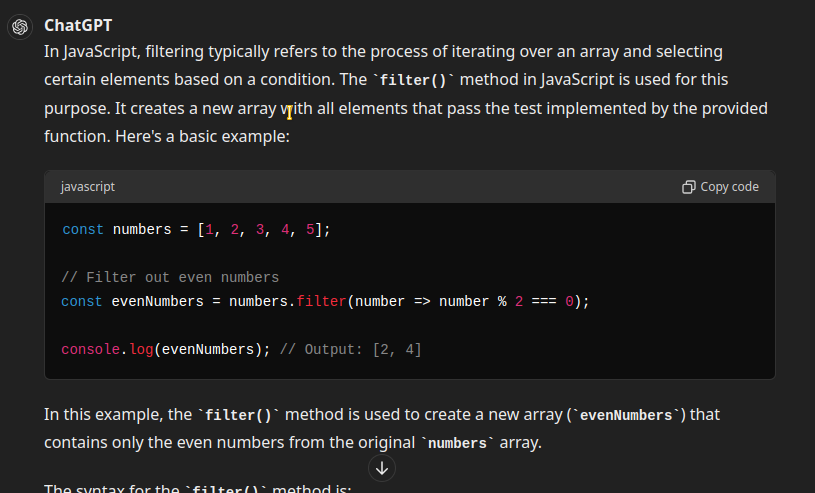 ChatGPT
In JavaScript, filtering typically refers to the process of iterating over an array and selecting
certain elements based on a condition. The `filter()` method in JavaScript is used for this
purpose. It creates a new array with all elements that pass the test implemented by the provided
function. Here's a basic example:
javascript
Copy code
const numbers = [1, 2, 3, 4, 5];
// Filter out even numbers
const evenNumbers = numbers.filter(number => number % 2 === 0);
console.log(evenNumbers); // Output: [2, 4]
In this example, the `filter()` method is used to create a new array (`evenNumbers`) that
contains only the even numbers from the original `numbers` array.
The syntax for the `filter()` method is: